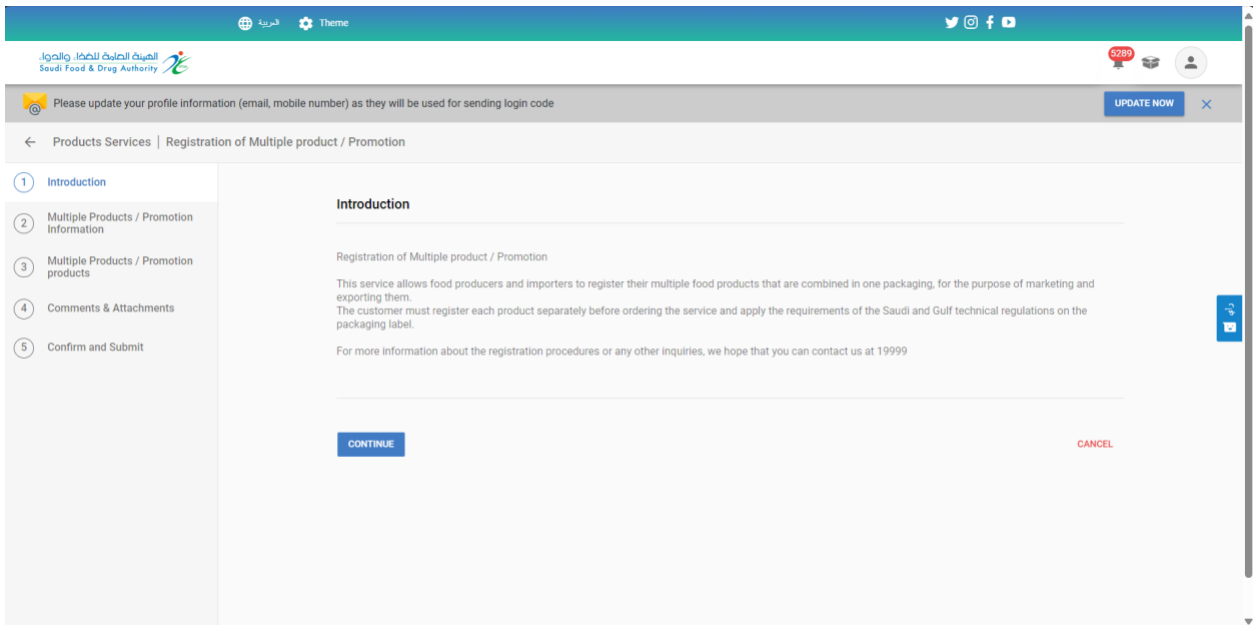 العربية
Theme
الهيئة العامة للغذاء والدواء
Saudi Food & Drug Authority
5289
Please update your profile information (email, mobile number) as they will be used for sending login code
UPDATE NOW
Products Services | Registration of Multiple product / Promotion
1 Introduction
2 Multiple Products / Promotion
Information
3 Multiple Products / Promotion
products
4 Comments & Attachments
5 Confirm and Submit
Introduction
Registration of Multiple product / Promotion
This service allows food producers and importers to register their multiple food products that are combined in one packaging, for the purpose of marketing and
exporting them.
The customer must register each product separately before ordering the service and apply the requirements of the Saudi and Gulf technical regulations on the
packaging label.
For more information about the registration procedures or any other inquiries, we hope that you can contact us at 19999
CONTINUE
CANCEL